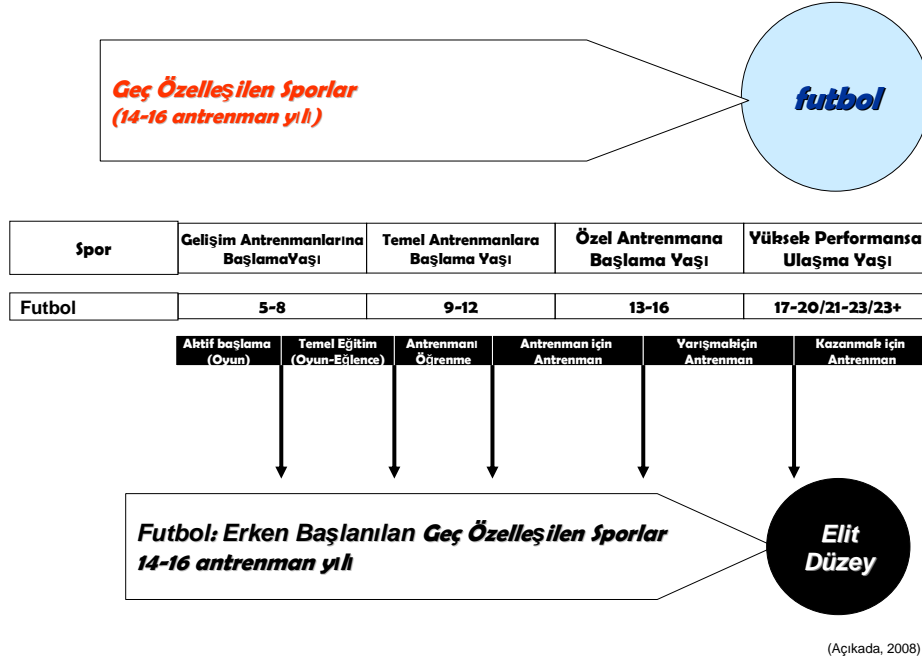 Geç Özelleşilen Sporlar
(14-16 antrenman yılı)
futbol
Spor
Gelişim Antrenmanlarına
BaşlamaYaşı
Temel Antrenmanlara
Başlama Yaşı
Özel Antrenmana
Başlama Yaşı
Yüksek Performansa
Ulaşma Yaşı
Futbol
5-8
9-12
13-16
17-20/21-23/23+
Aktif başlama
(Oyun)
Temel Eğitim
(Oyun-Eğlence)
Antrenmanı
Öğrenme
Antrenman için
Antrenman
Yarışmakiçin
Antrenman
Kazanmak için
Antrenman
Futbol: Erken Başlanılan Geç Özelleşilen Sporlar
14-16 antrenman yılı
Elit
Düzey
(Açıkada, 2008)